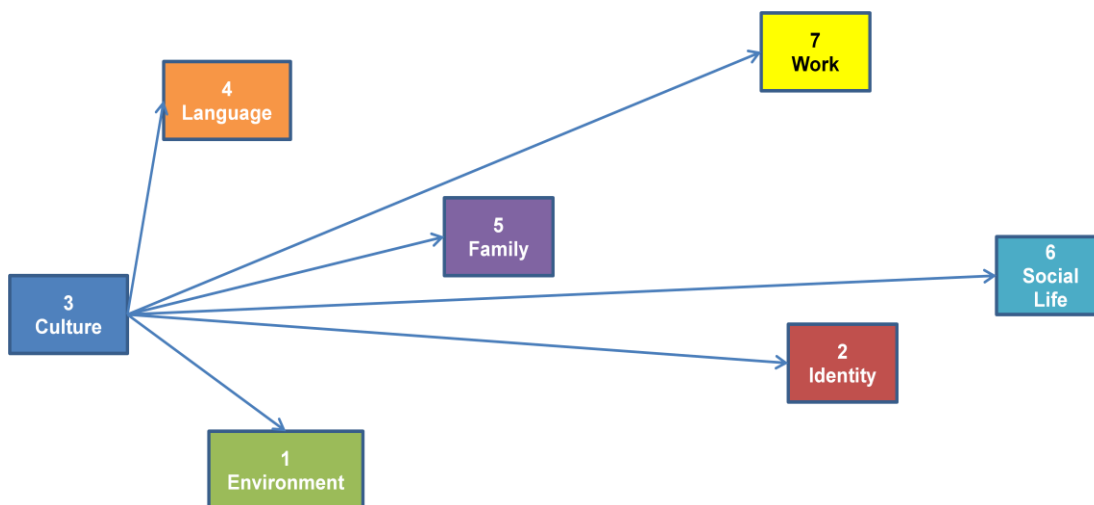 7
Work
4
Language
5
Family
6
Social
Life
3
Culture
2
Identity
1
Environment